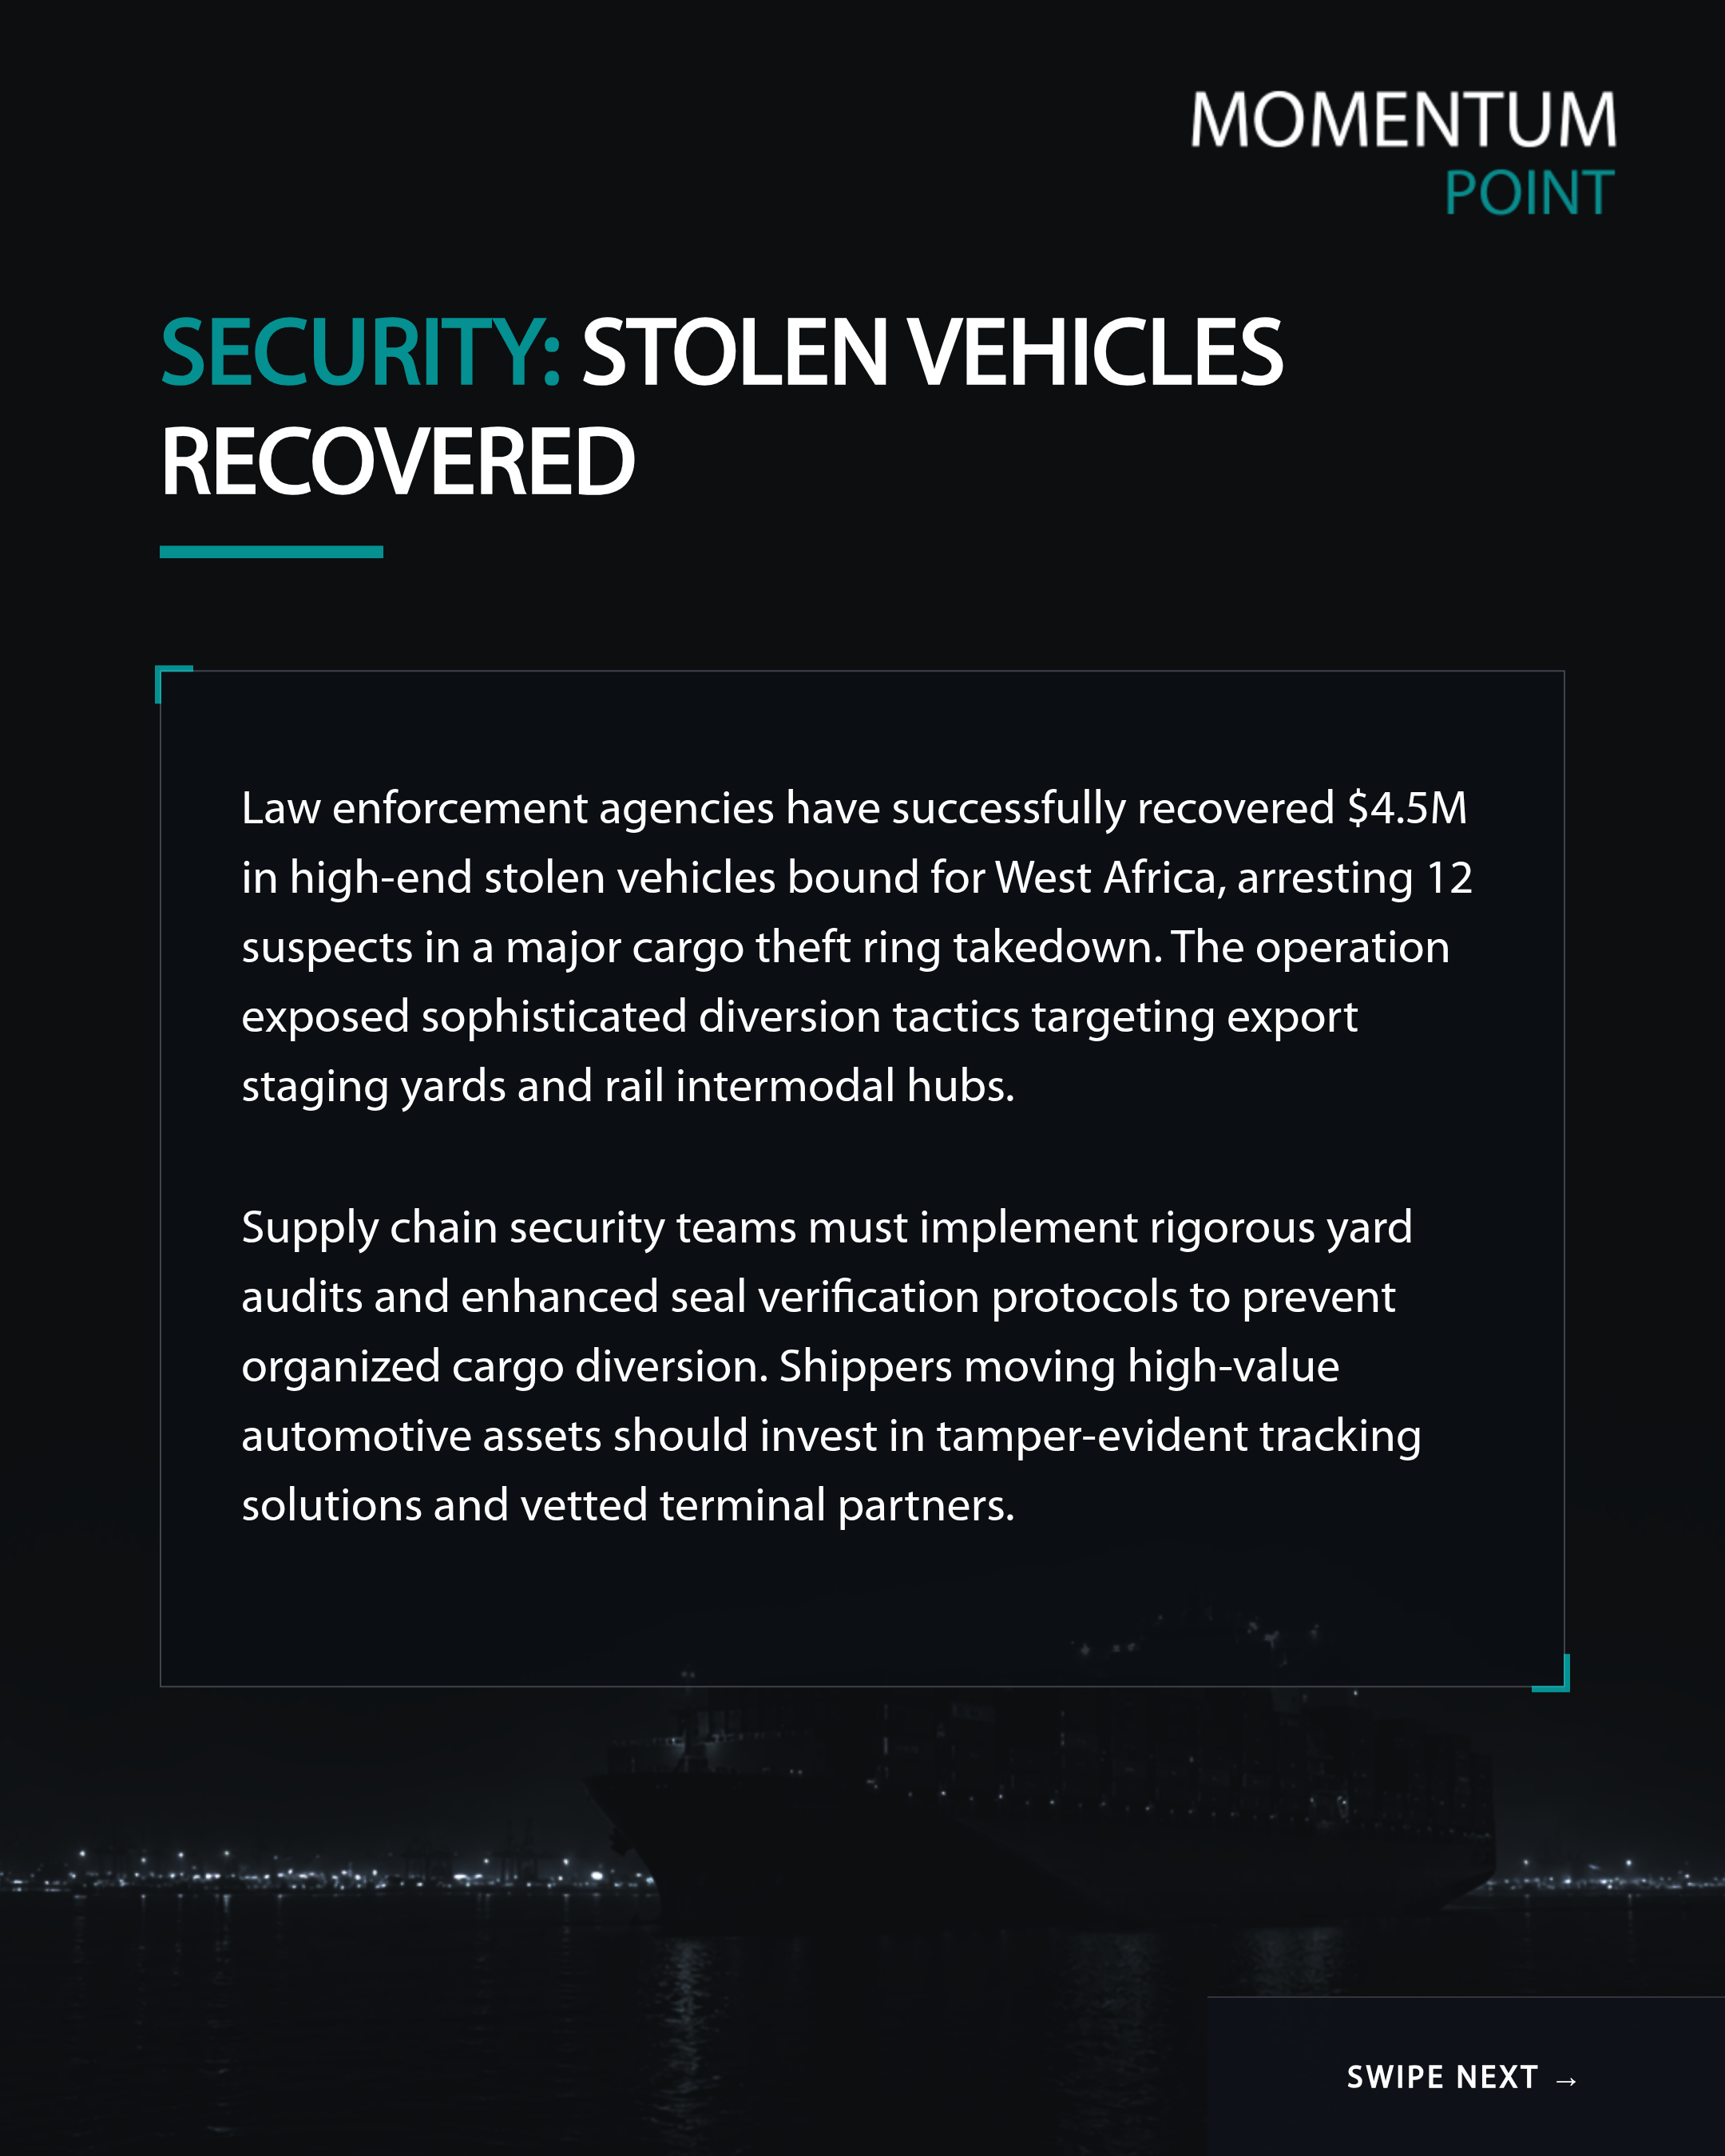 MOMENTUM
POINT
SECURITY: STOLEN VEHICLES
RECOVERED
Law enforcement agencies have successfully recovered $4.5M
in high-end stolen vehicles bound for West Africa, arresting 12
suspects in a major cargo theft ring takedown. The operation
exposed sophisticated diversion tactics targeting export
staging yards and rail intermodal hubs.
Supply chain security teams must implement rigorous yard
audits and enhanced seal verification protocols to prevent
organized cargo diversion. Shippers moving high-value
automotive assets should invest in tamper-evident tracking
solutions and vetted terminal partners.
SWIPE NEXT →